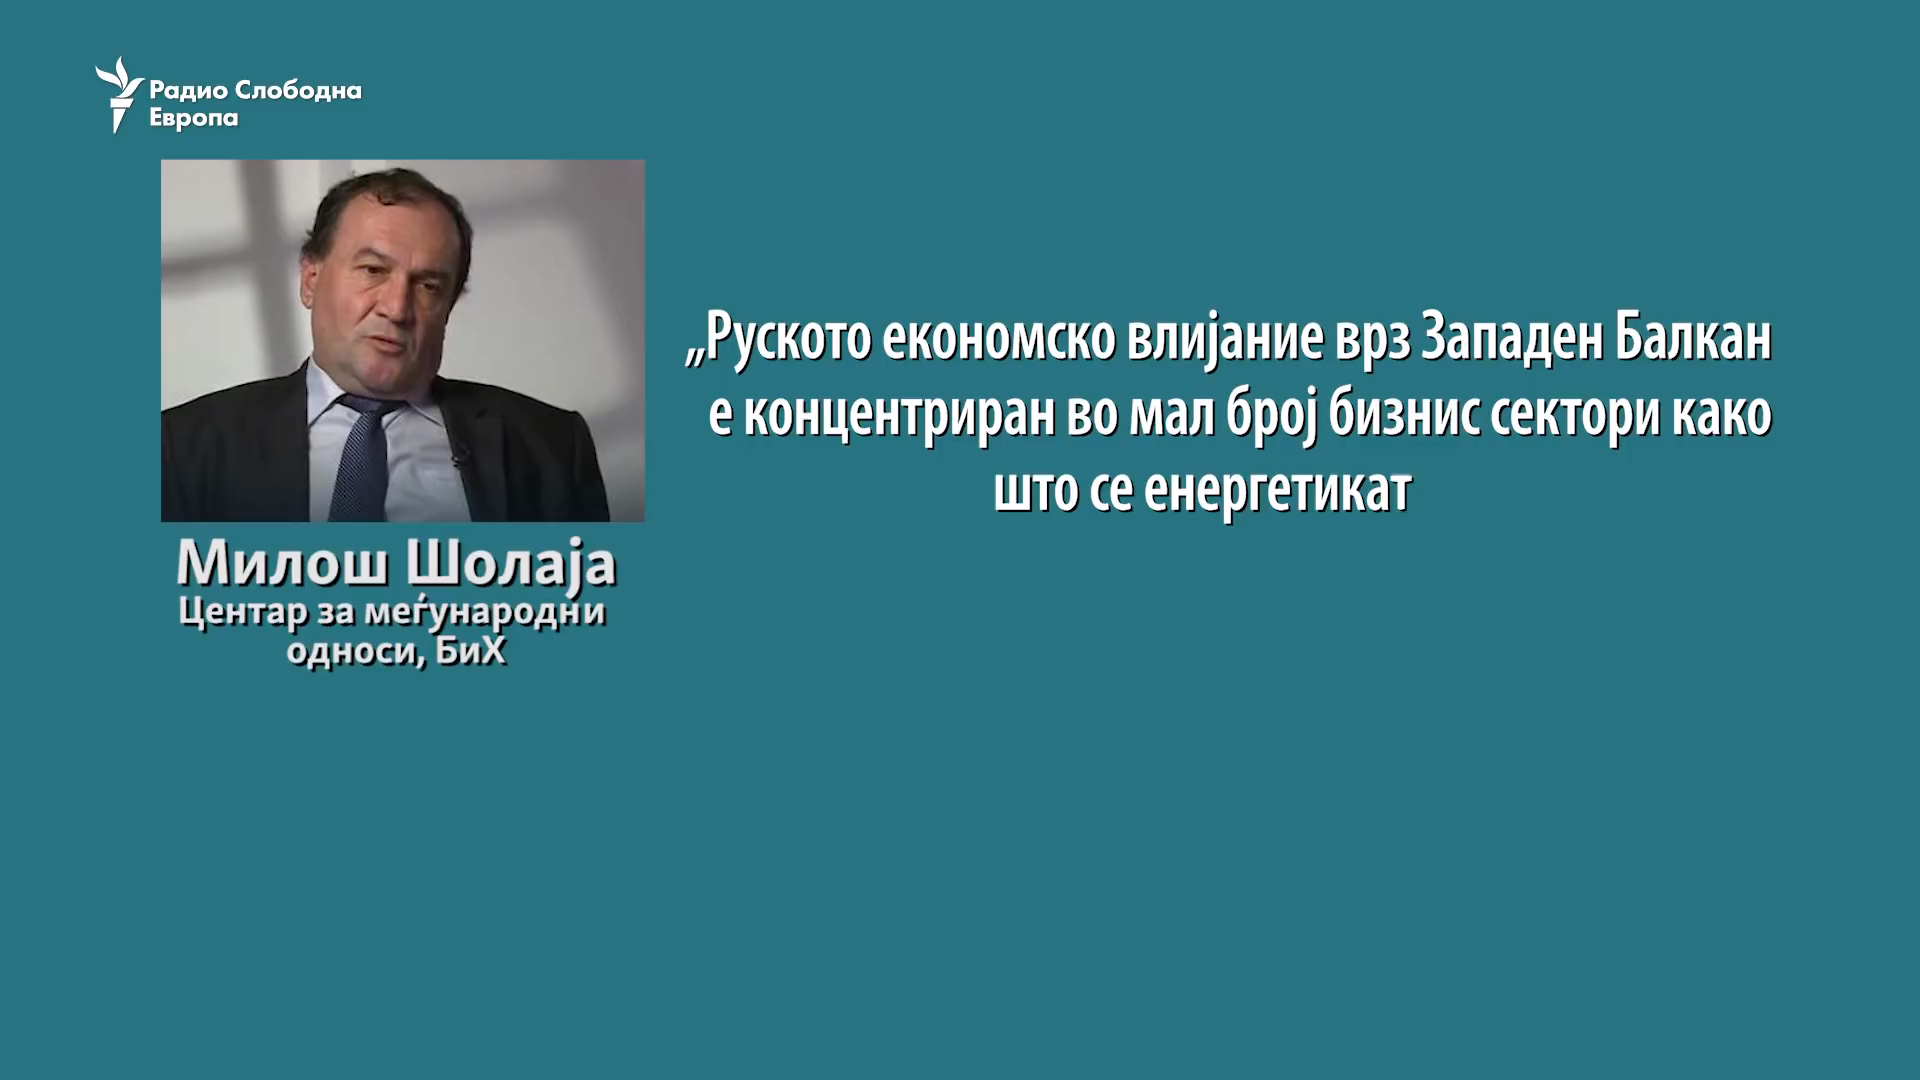 Радио Слободна
Европа
„Руското економско влијание врз Западен Балкан
е концентриран во мал број бизнис сектори како
што се енергетикат
Милош Шолаја
Центар за меѓународни
односи, БиХ